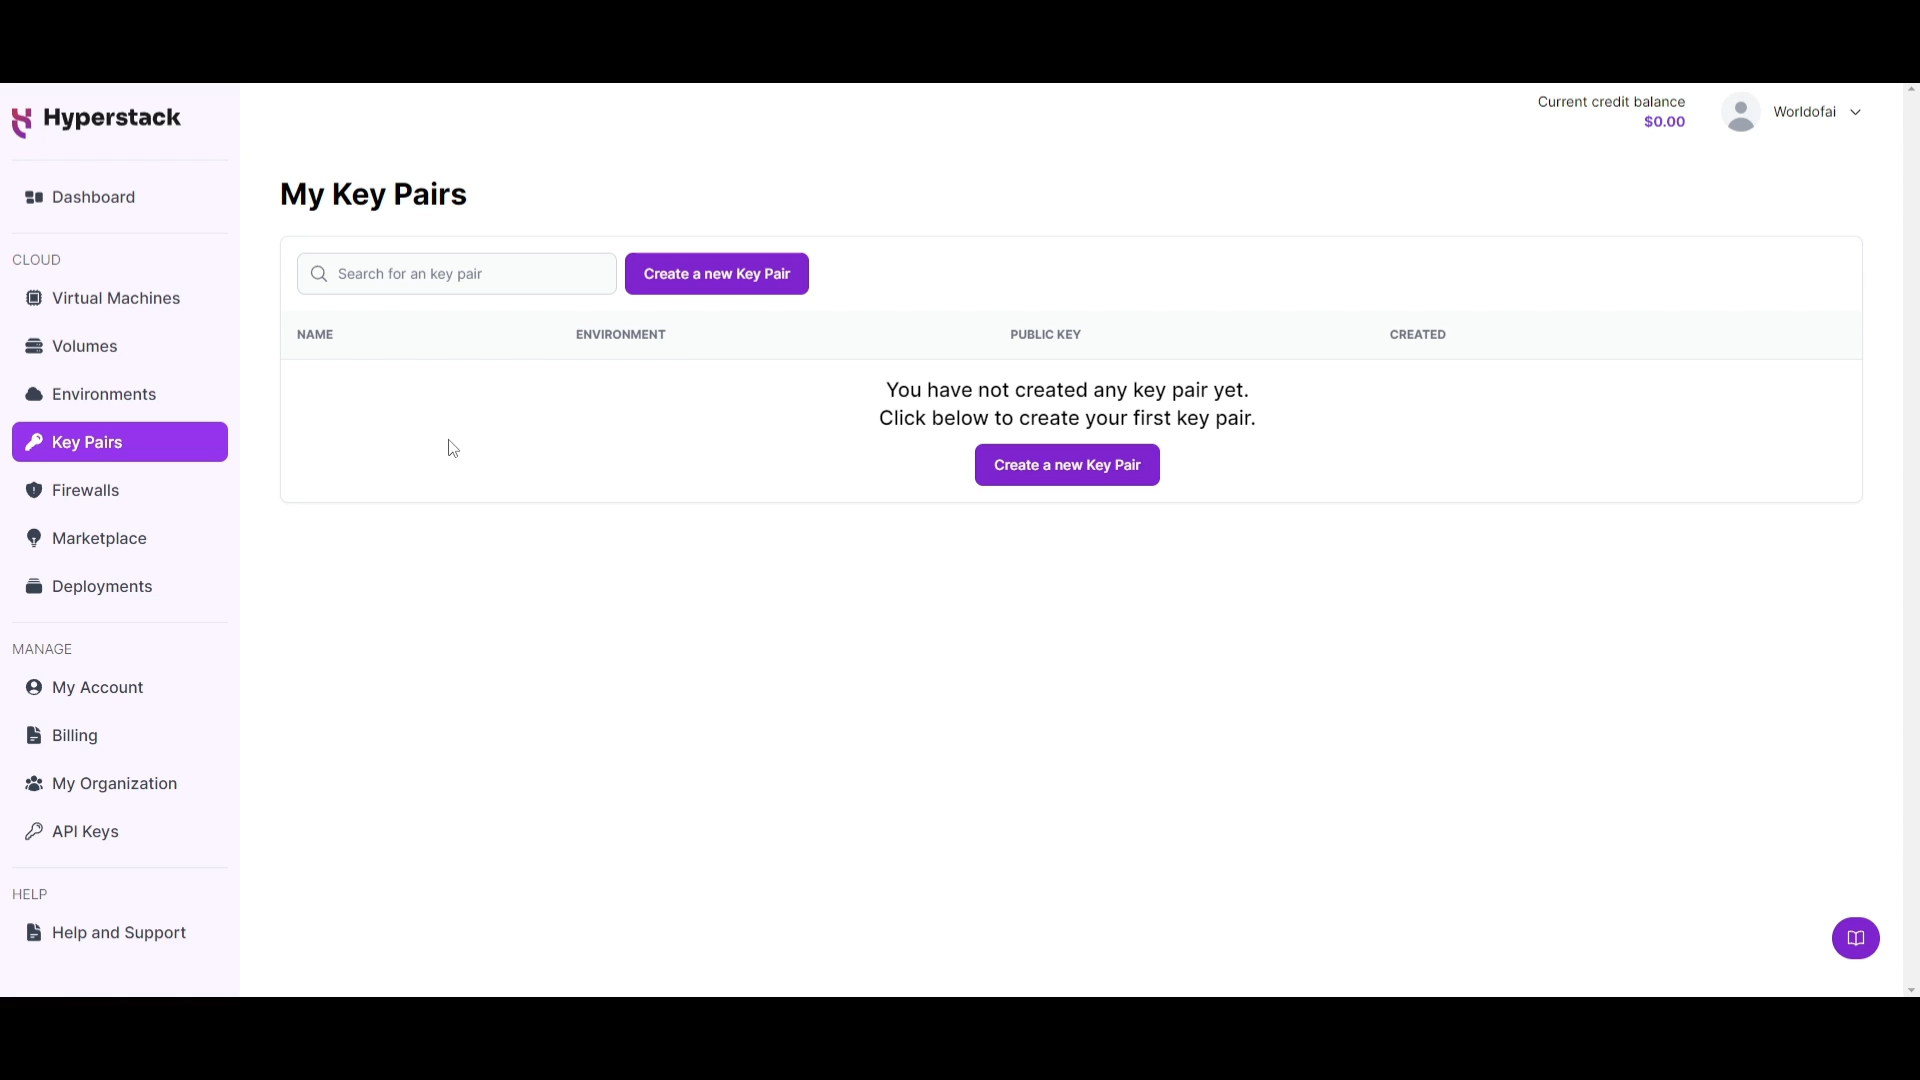 Hyperstack
Current credit balance
$0.00
Worldofai
Dashboard
CLOUD
Virtual Machines
Volumes
Environments
Key Pairs
Firewalls
Marketplace
Deployments
MANAGE
My Account
Billing
My Organization
API Keys
HELP
Help and Support
My Key Pairs
Search for an key pair
Create a new Key Pair
NAME ENVIRONMENT PUBLIC KEY CREATED
You have not created any key pair yet.
Click below to create your first key pair.
Create a new Key Pair